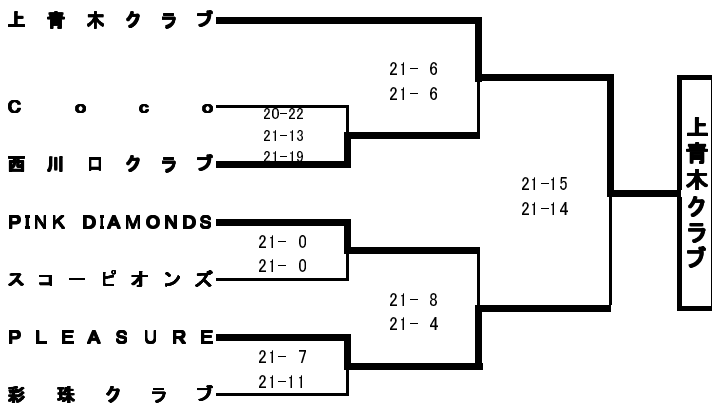 上青木クラブ
21- 6
21- 6
Coco
20-22
21-13
21-19
西川口クラブ
21-15
21-14
上青木クラブ
PINK DIAMONDS
21- 0
21- 0
スコーピオンズ
21- 8
21- 4
PLEASURE
21- 7
21-11
彩珠クラブ